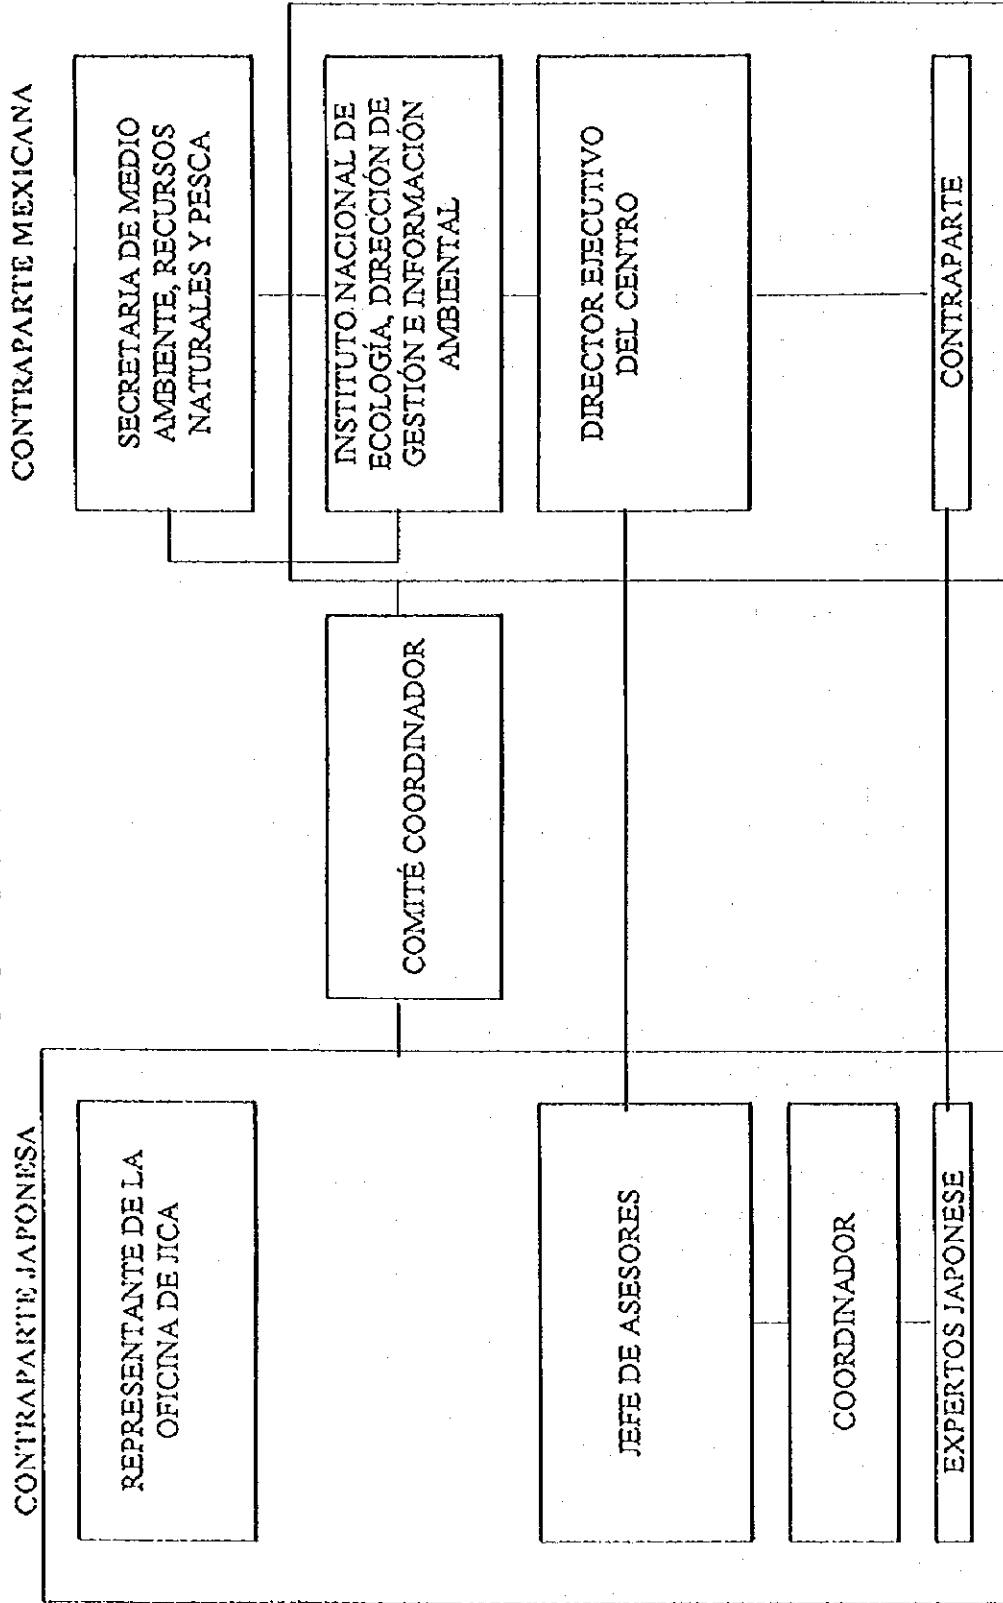 CONTRAPARTE JAPONESA
CONTRAPARTE MEXICANA
REPRESENTANTE DE LA
OFICINA DE JICA
SECRETARIA DE MEDIO
AMBIENTE, RECURSOS
NATURALES Y PESCA
COMITÉ COORDINADOR
INSTITUTO NACIONAL DE
ECOLOGÍA, DIRECCIÓN DE
GESTIÓN E INFORMACIÓN
AMBIENTAL
JEFE DE ASESORES
DIRECTOR EJECUTIVO
DEL CENTRO
COORDINADOR
EXPERTOS JAPONESE
CONTRAPARTE